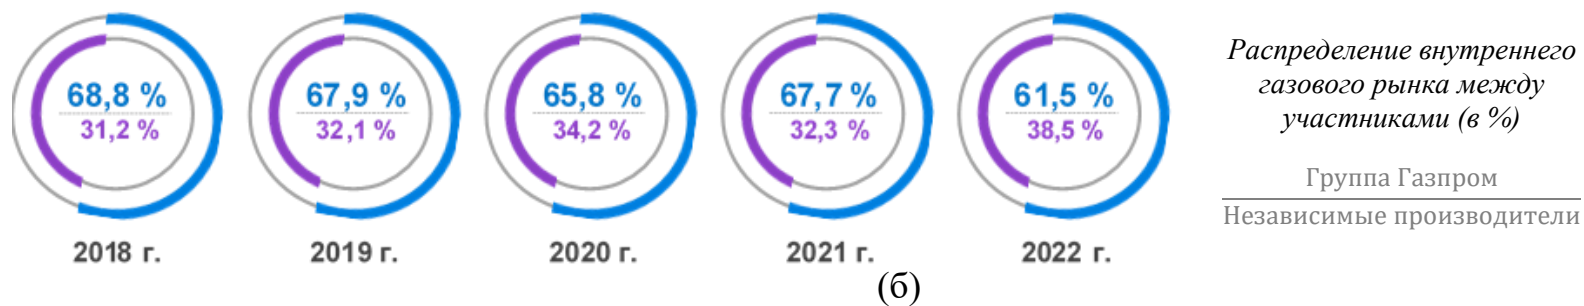 68,8 %
31,2 %
2018 г.
67,9 %
32,1 %
2019 г.
65,8 %
34,2 %
2020 г.
67,7 %
32,3 %
2021 г.
61,5 %
38,5 %
2022 г.
Распределение внутреннего
газового рынка между
участниками (в %)
Группа Газпром
Независимые производители
(б)